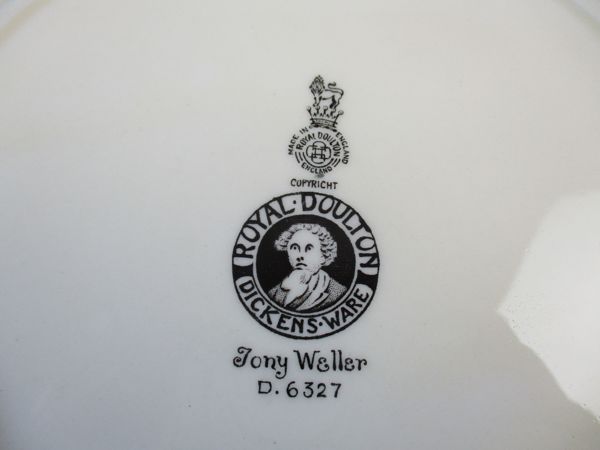 MADE IN ENGLAND
ROYAL DOULTON
ENGLAND
COPYRIGHT
ROYAL·DOULTON
DICKENS·WARE
Tony Weller
D. 6327